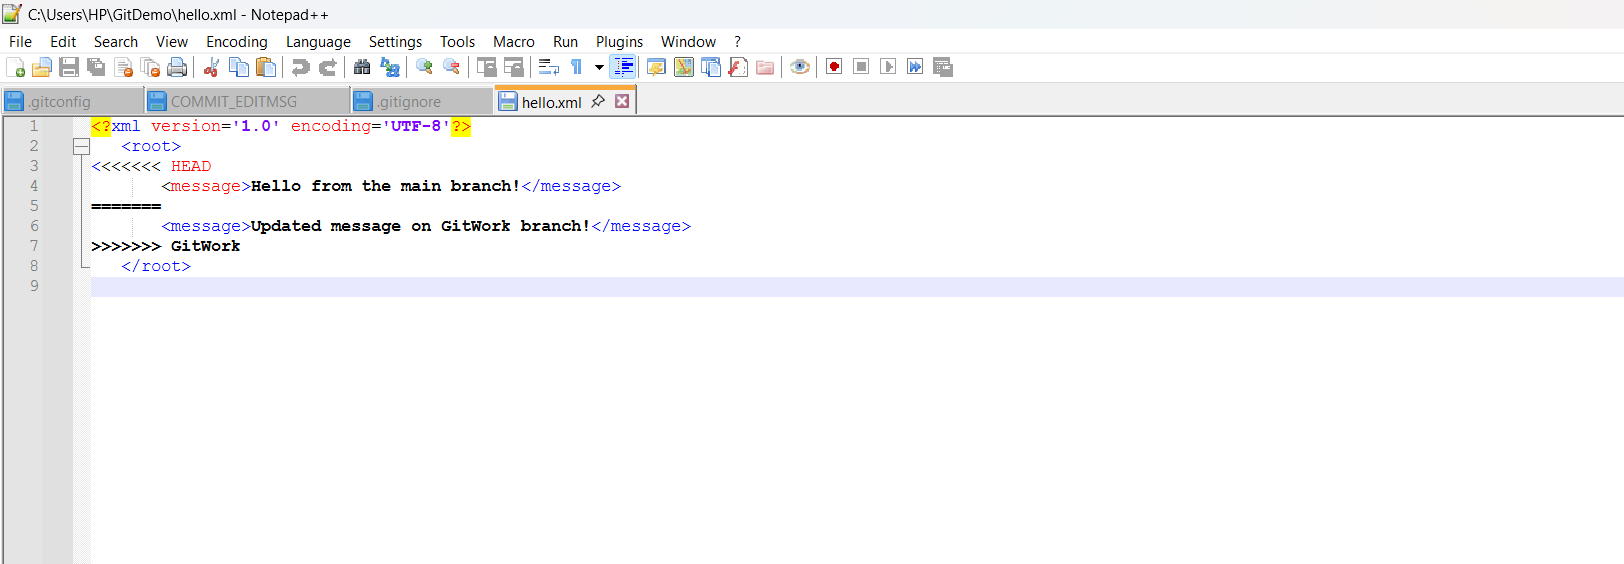 C:\Users\HP\GitDemo\hello.xml - Notepad++
File Edit Search View Encoding Language Settings Tools Macro Run Plugins Window ?
.gitconfig COMMIT_EDITMSG .gitignore hello.xml
1 <?xml version='1.0' encoding='UTF-8'?>
2 <root>
3 <<<<<<< HEAD
4 <message>Hello from the main branch!</message>
5 =======
6 <message>Updated message on GitWork branch!</message>
7 >>>>>>> GitWork
8 </root>
9